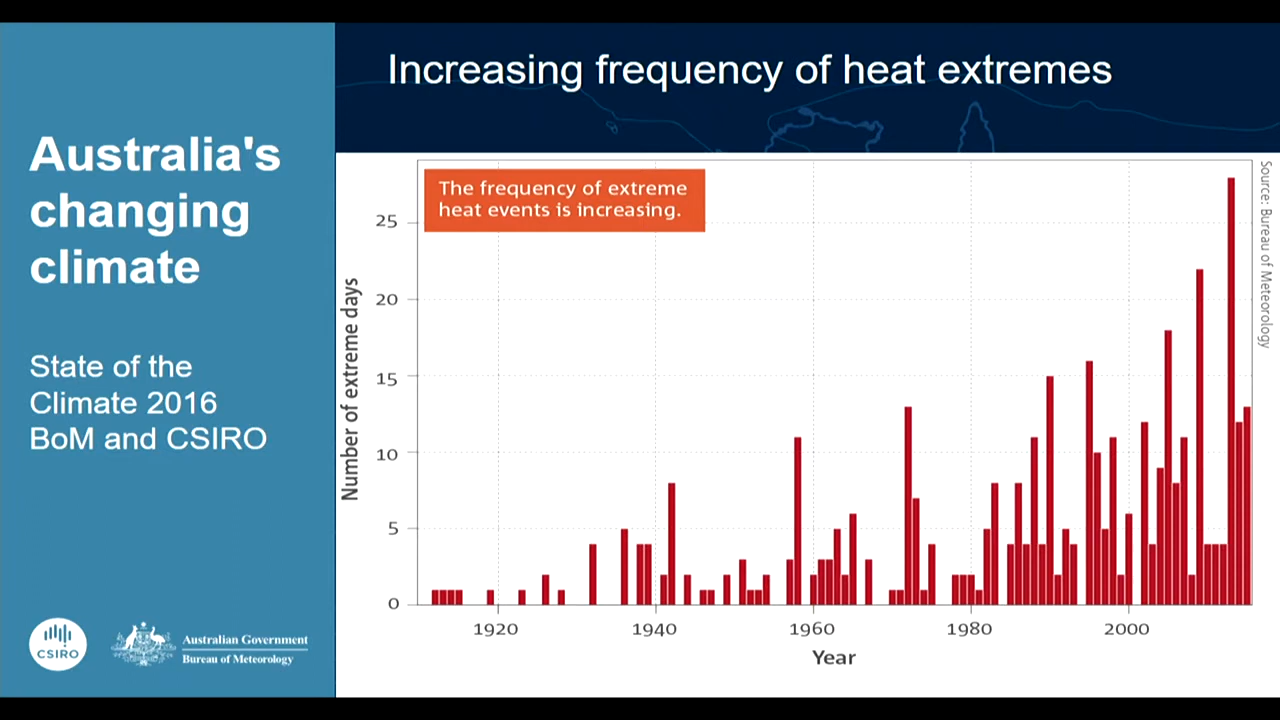 Increasing frequency of heat extremes
Australia's
changing
climate
State of the
Climate 2016
BoM and CSIRO
CSIRO
Australian Government
Bureau of Meteorology
The frequency of extreme
heat events is increasing.
Number of extreme days
25
20
15
10
5
0
1920
1940
1960
1980
2000
Year
Source: Bureau of Meteorology